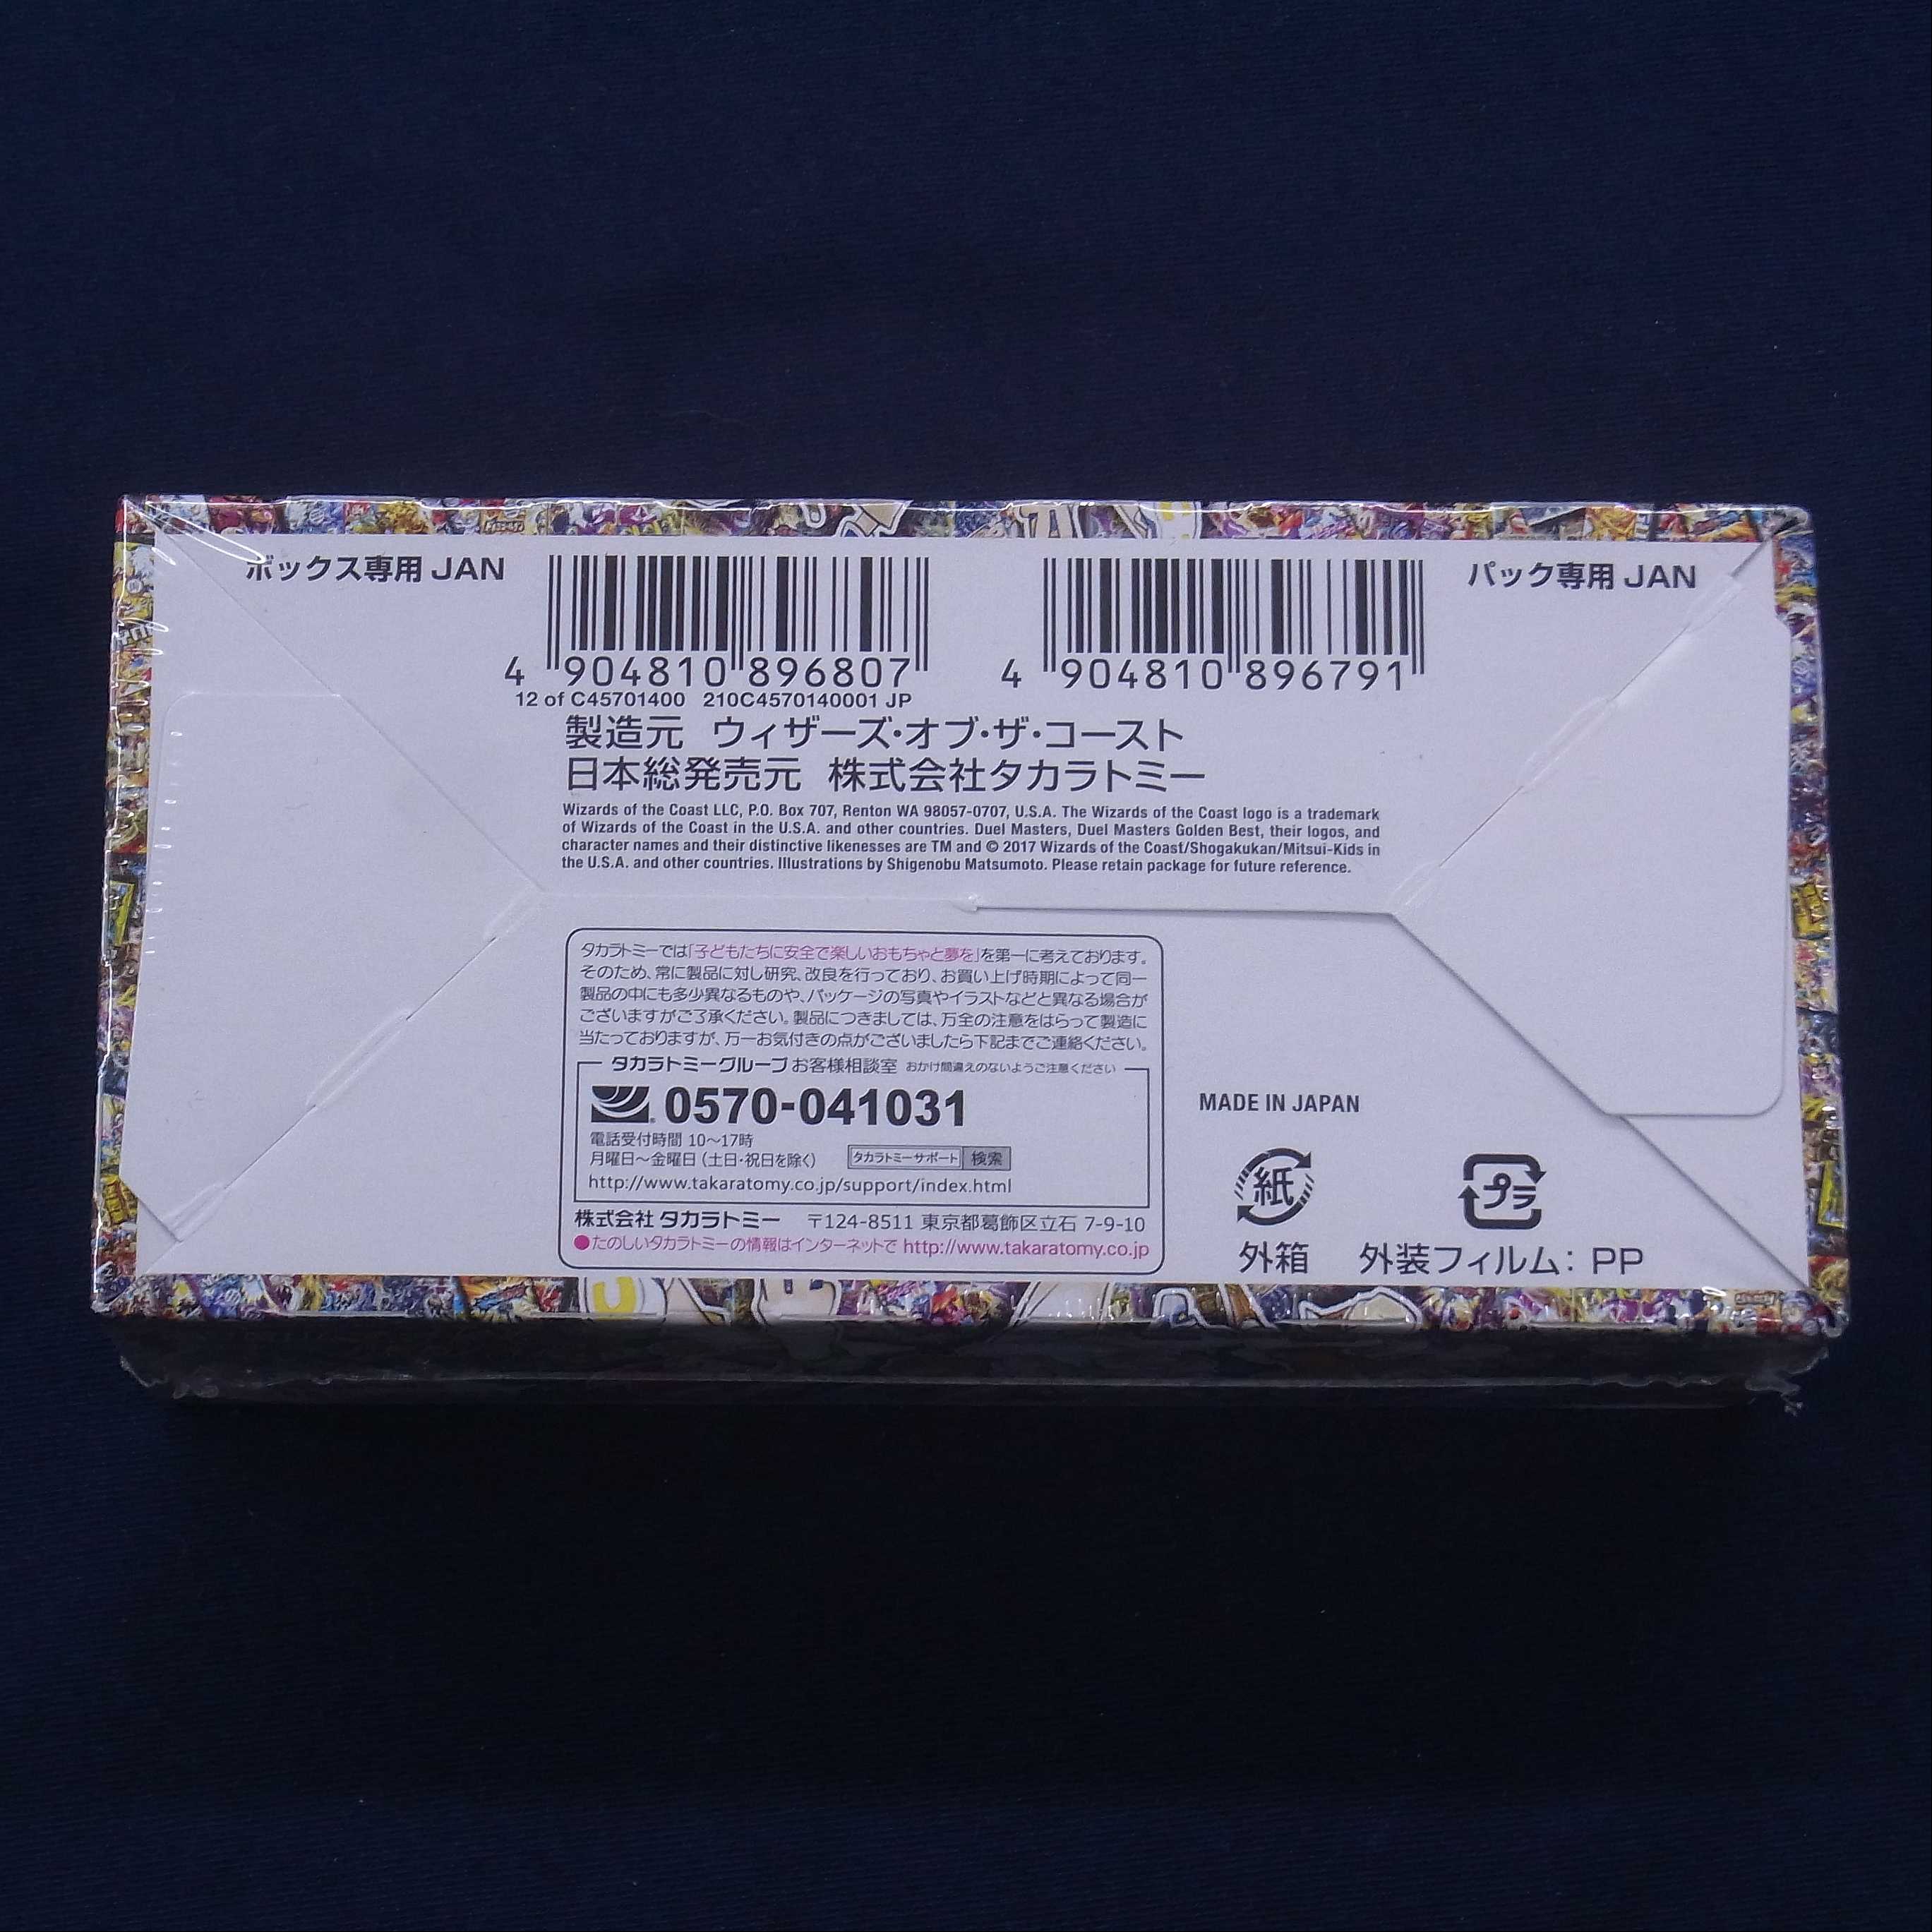 ボックス専用 JAN
パック専用 JAN
4 904810 896807
4 904810 896791
12 of C45701400 210C4570140001 JP
製造元 ウィザーズ・オブ・ザ・コースト
日本総発売元 株式会社タカラトミー
Wizards of the Coast LLC, P.O. Box 707, Renton WA 98057-0707, U.S.A. The Wizards of the Coast logo is a trademark
of Wizards of the Coast in the U.S.A. and other countries. Duel Masters, Duel Masters Golden Best, their logos, and
character names and their distinctive likenesses are TM and © 2017 Wizards of the Coast/Shogakukan/Mitsui-Kids in
the U.S.A. and other countries. Illustrations by Shigenobu Matsumoto. Please retain package for future reference.
タカラトミーでは「子どもたちに安全で楽しいおもちゃと夢を」を第一に考えております。
そのため、常に製品に対し研究、改良を行っており、お買い上げ時期によって同一
製品の中にも多少異なるものや、パッケージの写真やイラストなどと異なる場合が
ございますがご了承ください。製品につきましては、万全の注意をはらって製造に
当たっておりますが、万一お気付きの点がございましたら下記までご連絡ください。
タカラトミーグループお客様相談室 おかけ間違えのないようご注意ください
0570-041031
電話受付時間 10〜17時
月曜日〜金曜日(土日・祝日を除く) タカラトミーサポート 検索
http://www.takaratomy.co.jp/support/index.html
株式会社 タカラトミー 〒124-8511 東京都葛飾区立石 7-9-10
●たのしいタカラトミーの情報はインターネットで http://www.takaratomy.co.jp
MADE IN JAPAN
紙
プラ
外箱
外装フィルム: PP